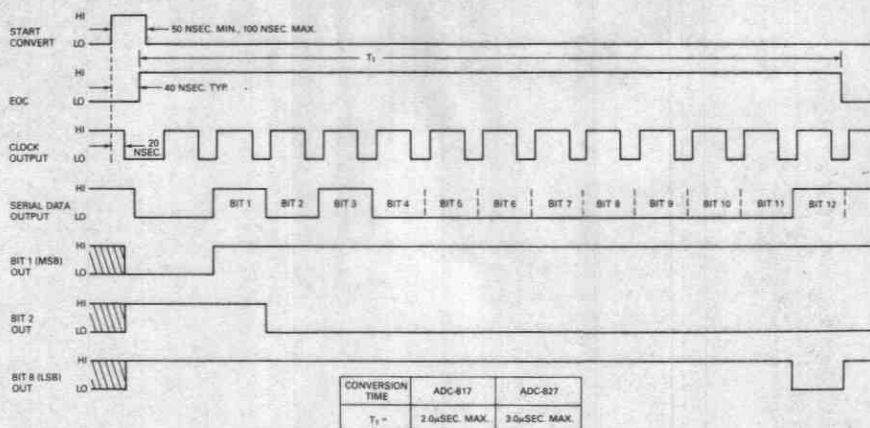 START CONVERT
HI
LO
50 NSEC. MIN., 100 NSEC. MAX.
T₁
EOC
HI
LO
40 NSEC. TYP.
CLOCK OUTPUT
HI
LO
20 NSEC.
SERIAL DATA OUTPUT
HI
LO
BIT 1
BIT 2
BIT 3
BIT 4
BIT 5
BIT 6
BIT 7
BIT 8
BIT 9
BIT 10
BIT 11
BIT 12
BIT 1 (MSB) OUT
HI
LO
BIT 2 OUT
HI
LO
BIT 8 (LSB) OUT
HI
LO
CONVERSION TIME
ADC-817
ADC-827
T₁ =
2.0µSEC. MAX.
3.0µSEC. MAX.